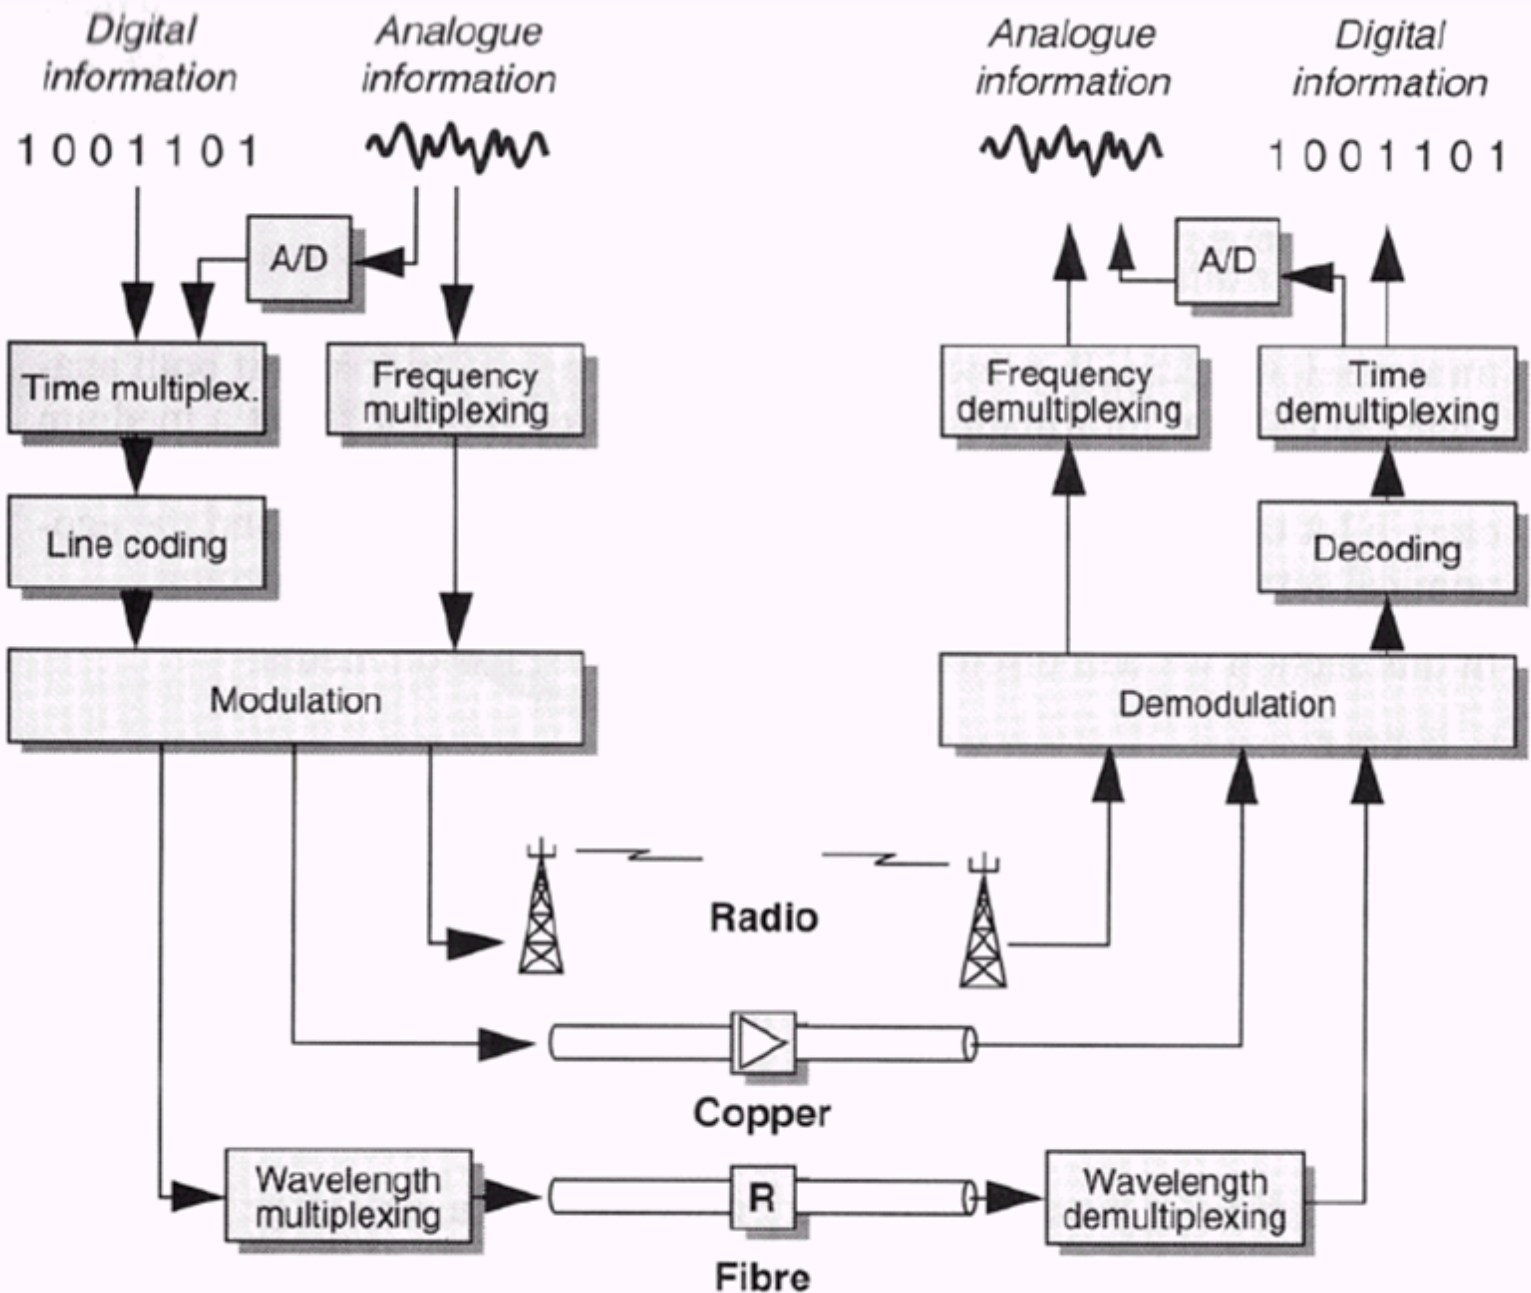 Digital
information
1 0 0 1 1 0 1
Analogue
information
Analogue
information
Digital
information
1 0 0 1 1 0 1
A/D
A/D
Time multiplex.
Frequency
multiplexing
Frequency
demultiplexing
Time
demultiplexing
Line coding
Decoding
Modulation
Demodulation
Radio
Copper
Wavelength
multiplexing
R
Wavelength
demultiplexing
Fibre